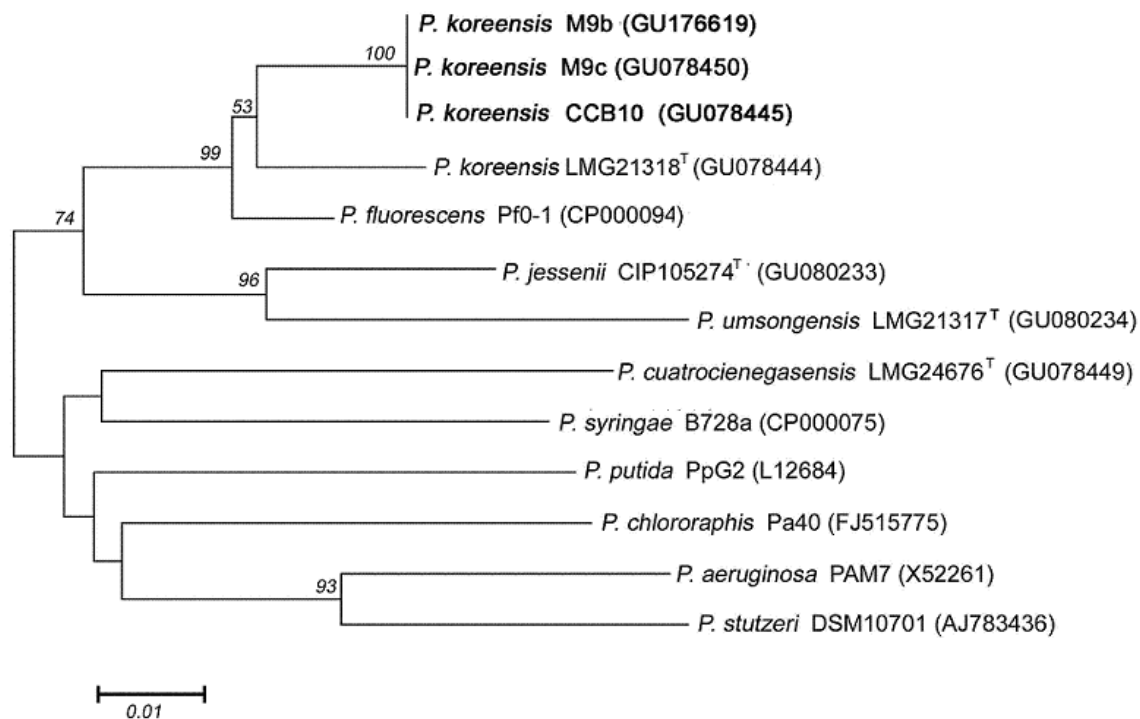 P. koreensis M9b (GU176619)
100
P. koreensis M9c (GU078450)
53
P. koreensis CCB10 (GU078445)
99
P. koreensis LMG21318T (GU078444)
74
P. fluorescens Pf0-1 (CP000094)
96
P. jessenii CIP105274T (GU080233)
P. umsongensis LMG21317T (GU080234)
P. cuatrocienegasensis LMG24676T (GU078449)
P. syringae B728a (CP000075)
P. putida PpG2 (L12684)
P. chlororaphis Pa40 (FJ515775)
93
P. aeruginosa PAM7 (X52261)
P. stutzeri DSM10701 (AJ783436)
0.01